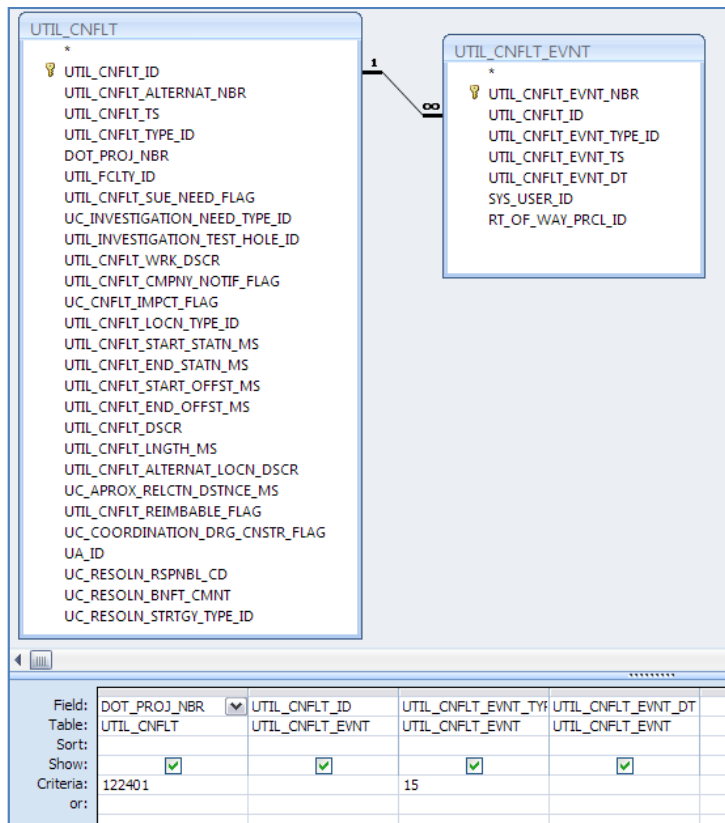 UTIL_CNFLT
*
UTIL_CNFLT_ID
UTIL_CNFLT_ALTERNAT_NBR
UTIL_CNFLT_TS
UTIL_CNFLT_TYPE_ID
DOT_PROJ_NBR
UTIL_FCLTY_ID
UTIL_CNFLT_SUE_NEED_FLAG
UC_INVESTIGATION_NEED_TYPE_ID
UTIL_INVESTIGATION_TEST_HOLE_ID
UTIL_CNFLT_WRK_DSCR
UTIL_CNFLT_CMPNY_NOTIF_FLAG
UC_CNFLT_IMPCT_FLAG
UTIL_CNFLT_LOCN_TYPE_ID
UTIL_CNFLT_START_STATN_MS
UTIL_CNFLT_END_STATN_MS
UTIL_CNFLT_START_OFFST_MS
UTIL_CNFLT_END_OFFST_MS
UTIL_CNFLT_DSCR
UTIL_CNFLT_LNGTH_MS
UTIL_CNFLT_ALTERNAT_LOCN_DSCR
UC_APROX_RELCTN_DSTNCE_MS
UTIL_CNFLT_REIMBABLE_FLAG
UC_COORDINATION_DRG_CNSTR_FLAG
UA_ID
UC_RESOLN_RSPNBL_CD
UC_RESOLN_BNFT_CMNT
UC_RESOLN_STRTGY_TYPE_ID
1
∞
UTIL_CNFLT_EVNT
*
UTIL_CNFLT_EVNT_NBR
UTIL_CNFLT_ID
UTIL_CNFLT_EVNT_TYPE_ID
UTIL_CNFLT_EVNT_TS
UTIL_CNFLT_EVNT_DT
SYS_USER_ID
RT_OF_WAY_PRCL_ID
Field: DOT_PROJ_NBR UTIL_CNFLT_ID UTIL_CNFLT_EVNT_TYP UTIL_CNFLT_EVNT_DT
Table: UTIL_CNFLT UTIL_CNFLT_EVNT UTIL_CNFLT_EVNT UTIL_CNFLT_EVNT
Sort:
Show:
Criteria: 122401 15
or: